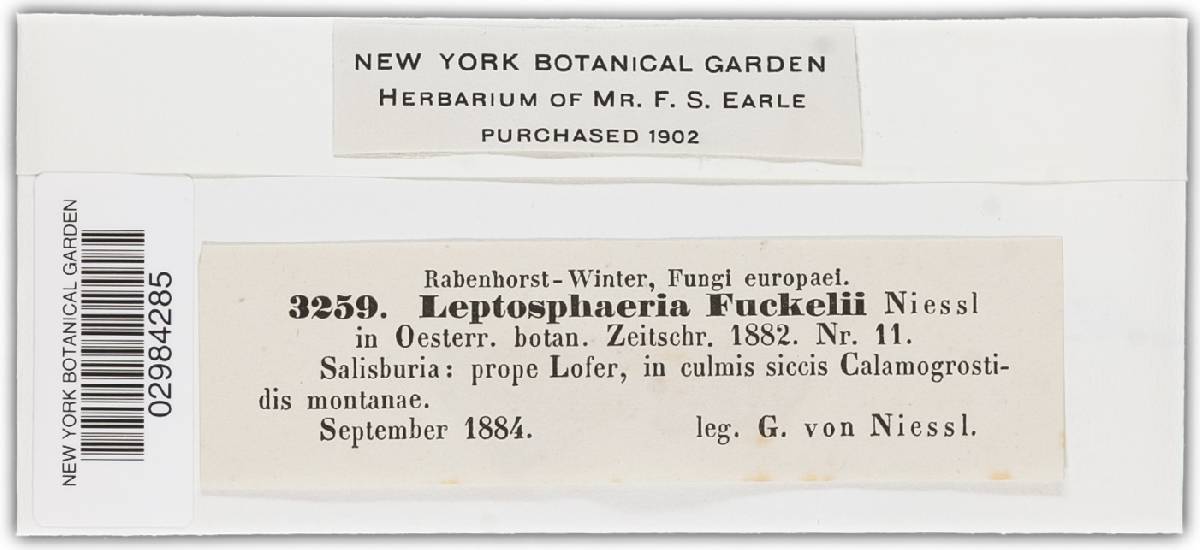 NEW YORK BOTANICAL GARDEN
HERBARIUM OF MR. F. S. EARLE
PURCHASED 1902
NEW YORK BOTANICAL GARDEN
02984285
Rabenhorst-Winter, Fungi europaei.
3259. Leptosphaeria Fuckelii Niessl
in Oesterr. botan. Zeitschr. 1882. Nr. 11.
Salisburia: prope Lofer, in culmis siccis Calamogrosti-
dis montanae.
September 1884. leg. G. von Niessl.